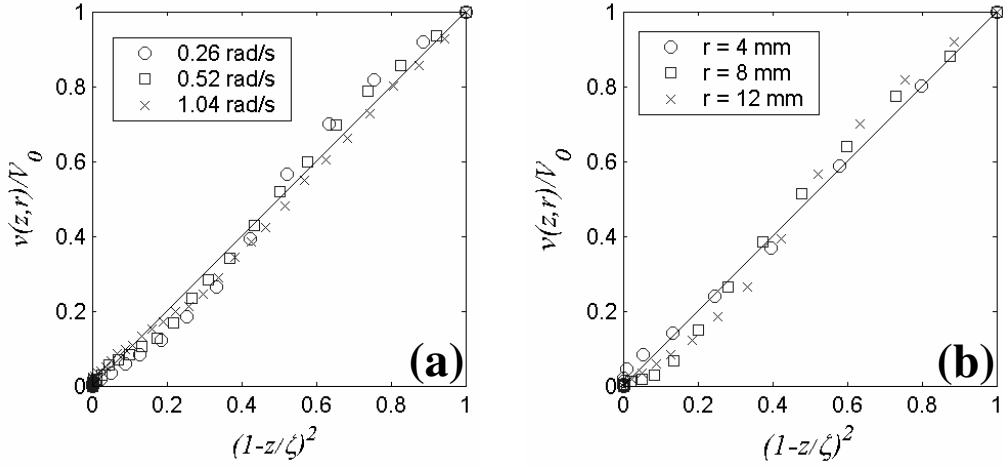 1
0.8
0.6
0.4
0.2
0
v(z,r)/V0
0.26 rad/s
0.52 rad/s
1.04 rad/s
(a)
0 0.2 0.4 0.6 0.8 1
(1-z/ζ)2
1
0.8
0.6
0.4
0.2
0
v(z,r)/V0
r = 4 mm
r = 8 mm
r = 12 mm
(b)
0 0.2 0.4 0.6 0.8 1
(1-z/ζ)2